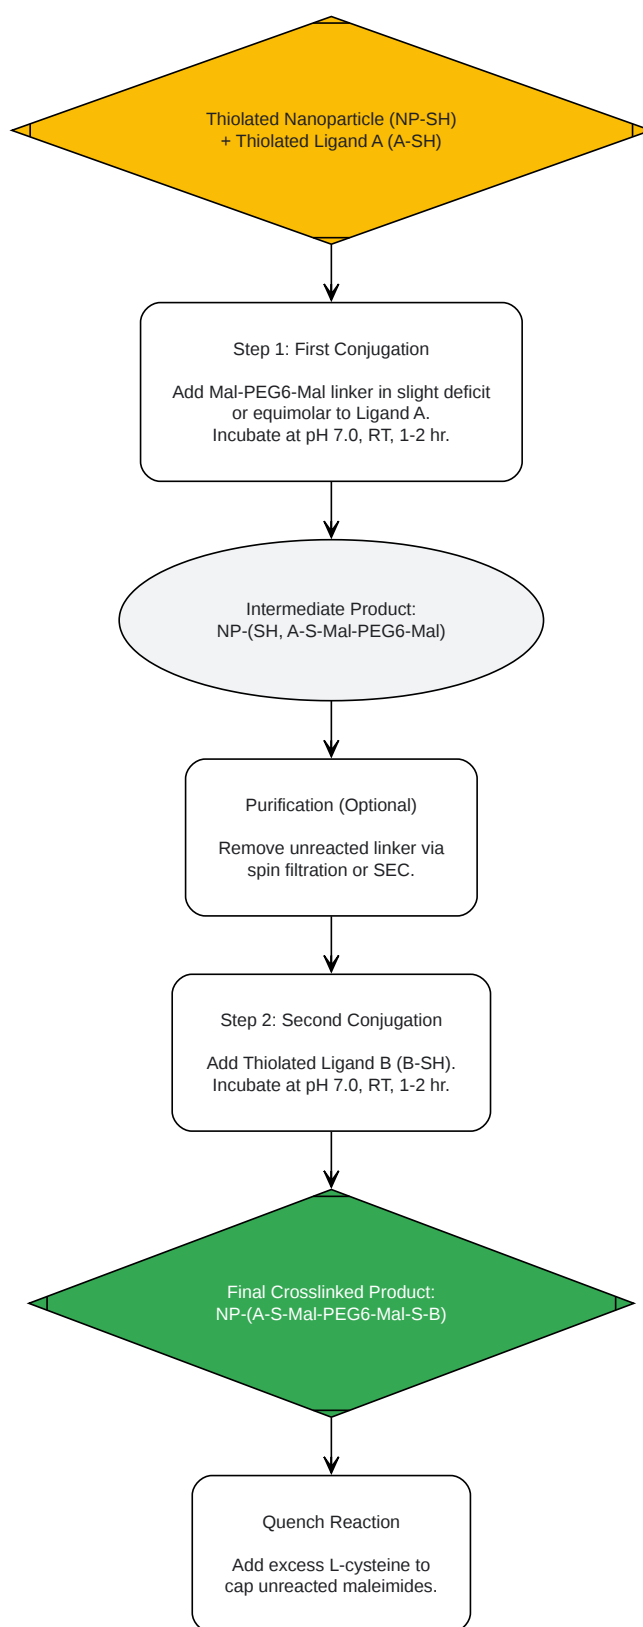 Thiolated Nanoparticle (NP-SH)
+ Thiolated Ligand A (A-SH)
Step 1: First Conjugation
Add Mal-PEG6-Mal linker in slight deficit
or equimolar to Ligand A.
Incubate at pH 7.0, RT, 1-2 hr.
Intermediate Product:
NP-(SH, A-S-Mal-PEG6-Mal)
Purification (Optional)
Remove unreacted linker via
spin filtration or SEC.
Step 2: Second Conjugation
Add Thiolated Ligand B (B-SH).
Incubate at pH 7.0, RT, 1-2 hr.
Final Crosslinked Product:
NP-(A-S-Mal-PEG6-Mal-S-B)
Quench Reaction
Add excess L-cysteine to
cap unreacted maleimides.